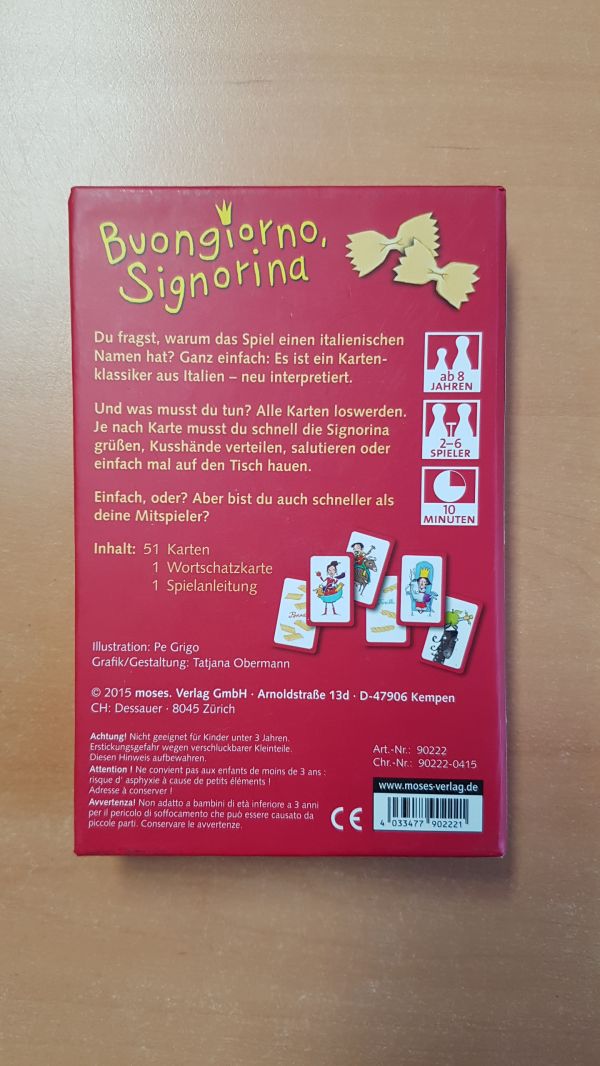 Buongiorno,
Signorina
Du fragst, warum das Spiel einen italienischen
Namen hat? Ganz einfach: Es ist ein Karten-
klassiker aus Italien – neu interpretiert.
Und was musst du tun? Alle Karten loswerden.
Je nach Karte musst du schnell die Signorina
grüßen, Kusshände verteilen, salutieren oder
einfach mal auf den Tisch hauen.
Einfach, oder? Aber bist du auch schneller als
deine Mitspieler?
ab 8
JAHREN
2–6
SPIELER
10
MINUTEN
Inhalt: 51 Karten
1 Wortschatzkarte
1 Spielanleitung
Illustration: Pe Grigo
Grafik/Gestaltung: Tatjana Obermann
© 2015 moses. Verlag GmbH · Arnoldstraße 13d · D-47906 Kempen
CH: Dessauer · 8045 Zürich
Achtung! Nicht geeignet für Kinder unter 3 Jahren.
Erstickungsgefahr wegen verschluckbarer Kleinteile.
Diesen Hinweis aufbewahren.
Attention ! Ne convient pas aux enfants de moins de 3 ans :
risque d' asphyxie à cause de petits éléments !
Adresse à conserver !
Avvertenza! Non adatto a bambini di età inferiore a 3 anni
per il pericolo di soffocamento che può essere causato da
piccole parti. Conservare le avvertenze.
CE
Art.-Nr.: 90222
Chr.-Nr.: 90222-0415
www.moses-verlag.de
4 033477 902221